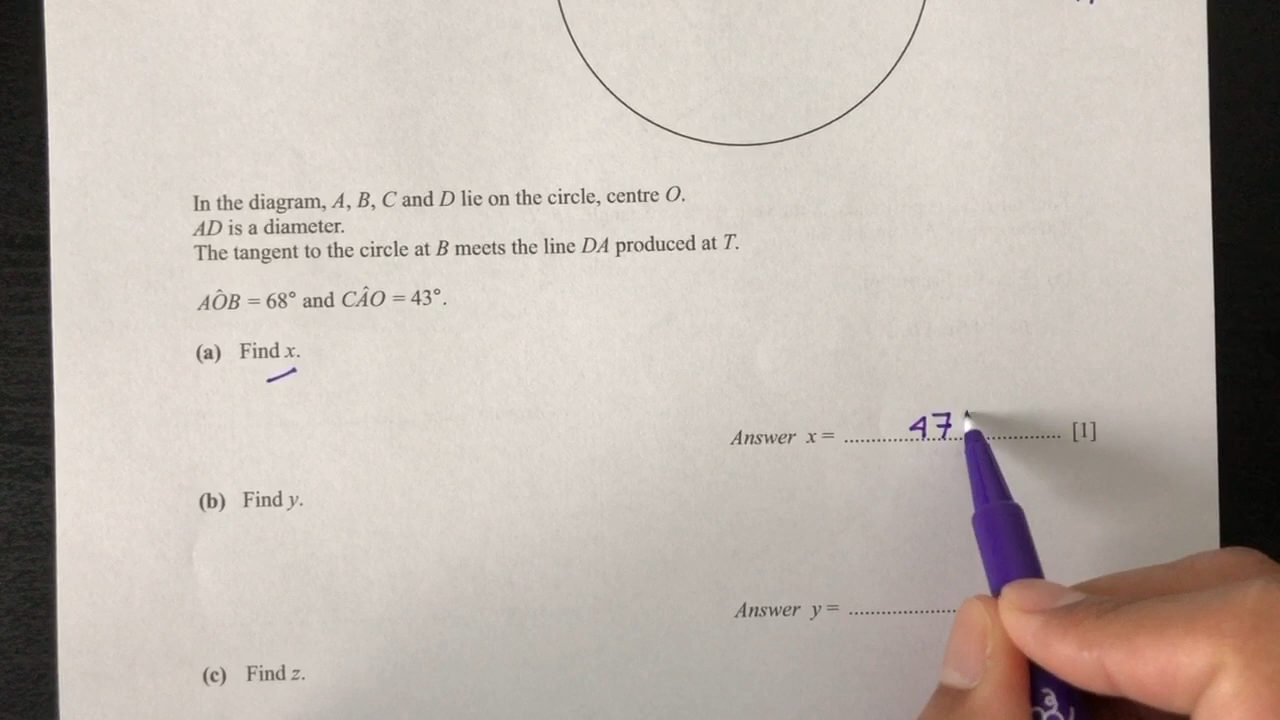 In the diagram, A, B, C and D lie on the circle, centre O.
AD is a diameter.
The tangent to the circle at B meets the line DA produced at T.
AÔB = 68° and CÂO = 43°.
(a) Find x.
Answer x = .................... 47 .................... [1]
(b) Find y.
Answer y = ....................
(c) Find z.